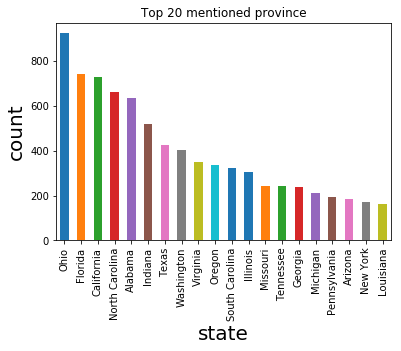 Top 20 mentioned province
count
800
600
400
200
0
Ohio
Florida
California
North Carolina
Alabama
Indiana
Texas
Washington
Virginia
Oregon
South Carolina
Illinois
Missouri
Tennessee
Georgia
Michigan
Pennsylvania
Arizona
New York
Louisiana
state